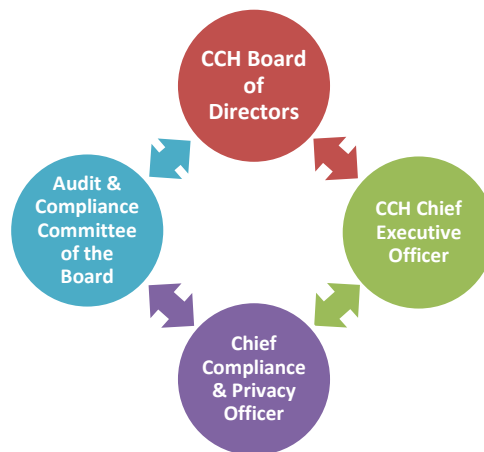 CCH Board
of
Directors
Audit &
Compliance
Committee
of the
Board
CCH Chief
Executive
Officer
Chief
Compliance
& Privacy
Officer